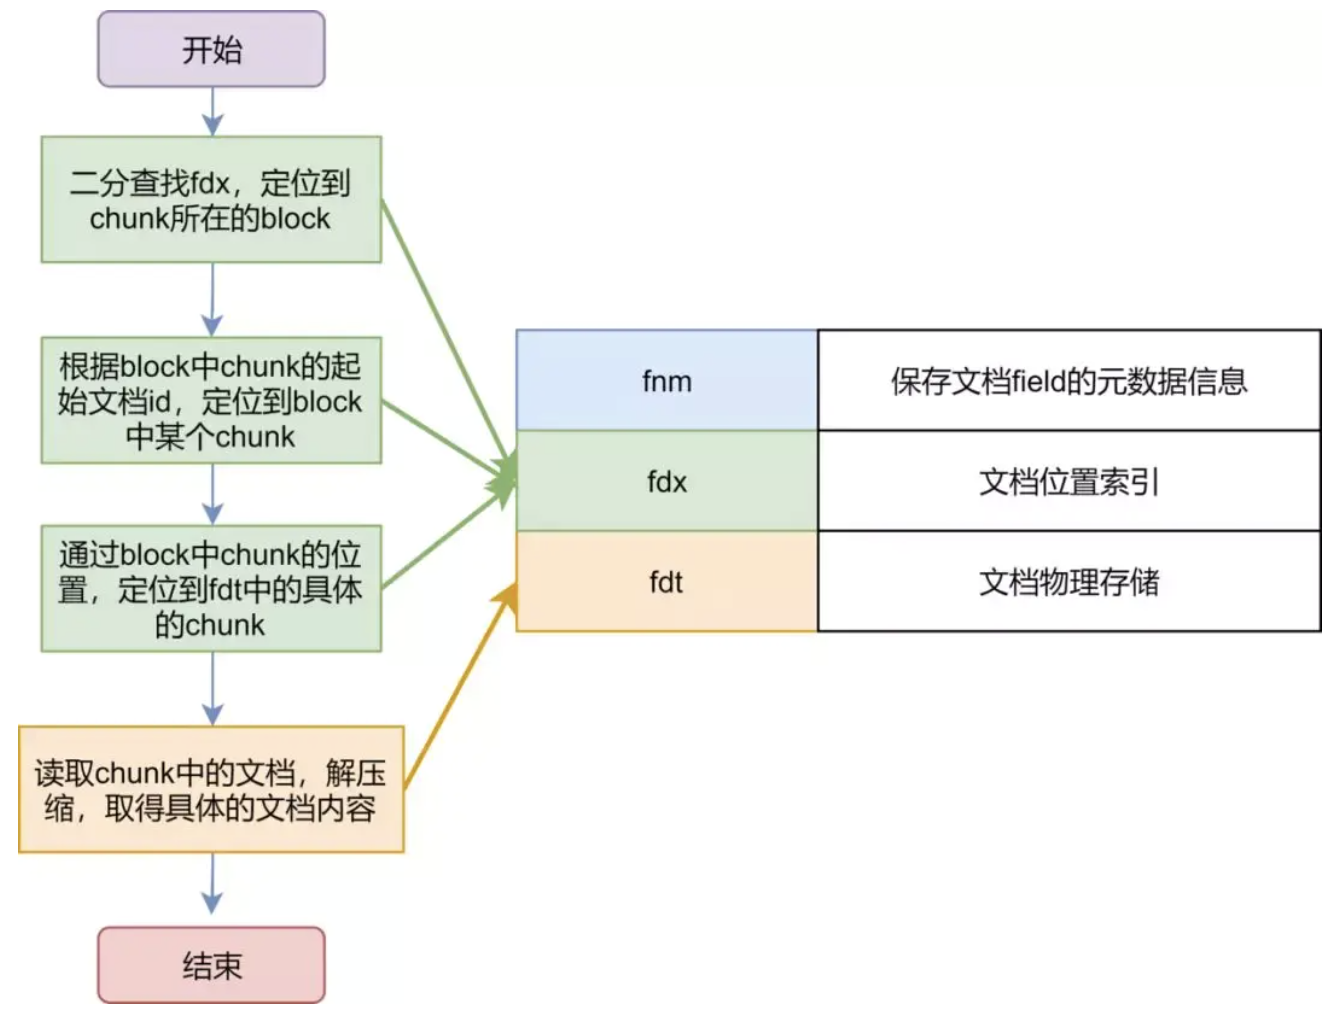 开始
二分查找fdx，定位到
chunk所在的block
根据block中chunk的起
始文档id，定位到block
中某个chunk
通过block中chunk的位
置，定位到fdt中的具体
的chunk
读取chunk中的文档，解压
缩，取得具体的文档内容
结束
fnm
保存文档field的元数据信息
fdx
文档位置索引
fdt
文档物理存储